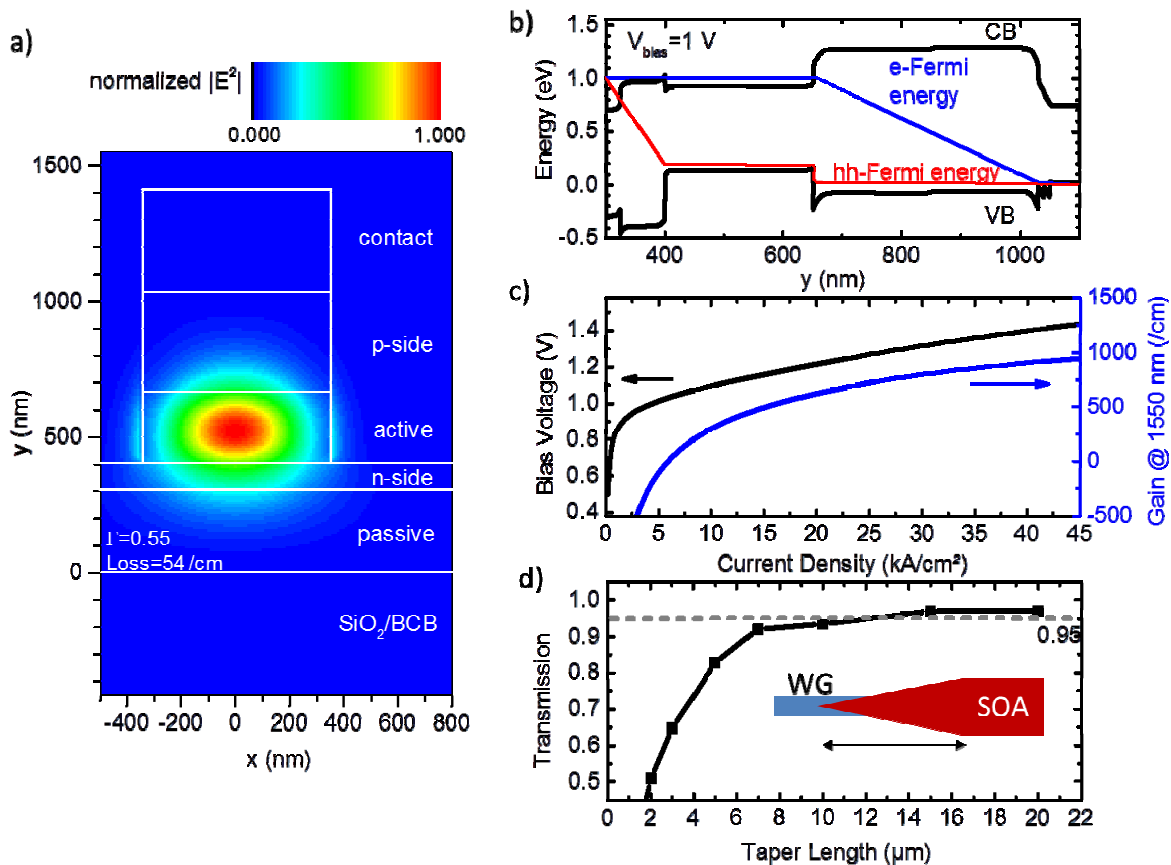 a)
normalized |E²|
0.000
1.000
1500
1000
500
0
y (nm)
contact
p-side
active
n-side
passive
Γ=0.55
Loss=54 /cm
SiO₂/BCB
-400
-200
0
200
400
600
800
x (nm)
b)
V_bias=1 V
CB
e-Fermi
energy
hh-Fermi energy
VB
1.5
1.0
0.5
0.0
-0.5
Energy (eV)
400
600
800
1000
y (nm)
c)
1.4
1.2
1.0
0.8
0.6
0.4
Bias Voltage (V)
1500
1000
500
0
-500
Gain @ 1550 nm (/cm)
0
5
10
15
20
25
30
35
40
45
Current Density (kA/cm²)
d)
1.0
0.9
0.8
0.7
0.6
0.5
Transmission
0.95
WG
SOA
0
2
4
6
8
10
12
14
16
18
20
22
Taper Length (µm)